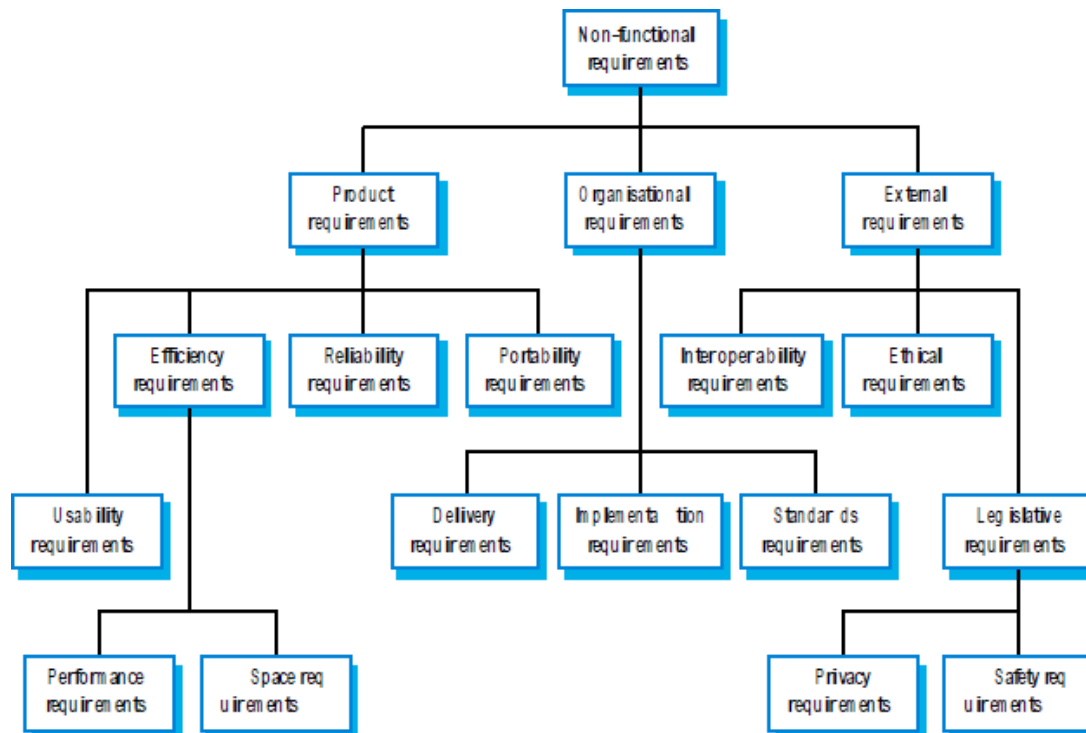 Non-functional
requirements
Product
requirements
Organisational
requirements
External
requirements
Efficiency
requirements
Reliability
requirements
Portability
requirements
Interoperability
requirements
Ethical
requirements
Usability
requirements
Delivery
requirements
Implementa tion
requirements
Standards
requirements
Legislative
requirements
Performance
requirements
Space req
uirements
Privacy
requirements
Safety req
uirements